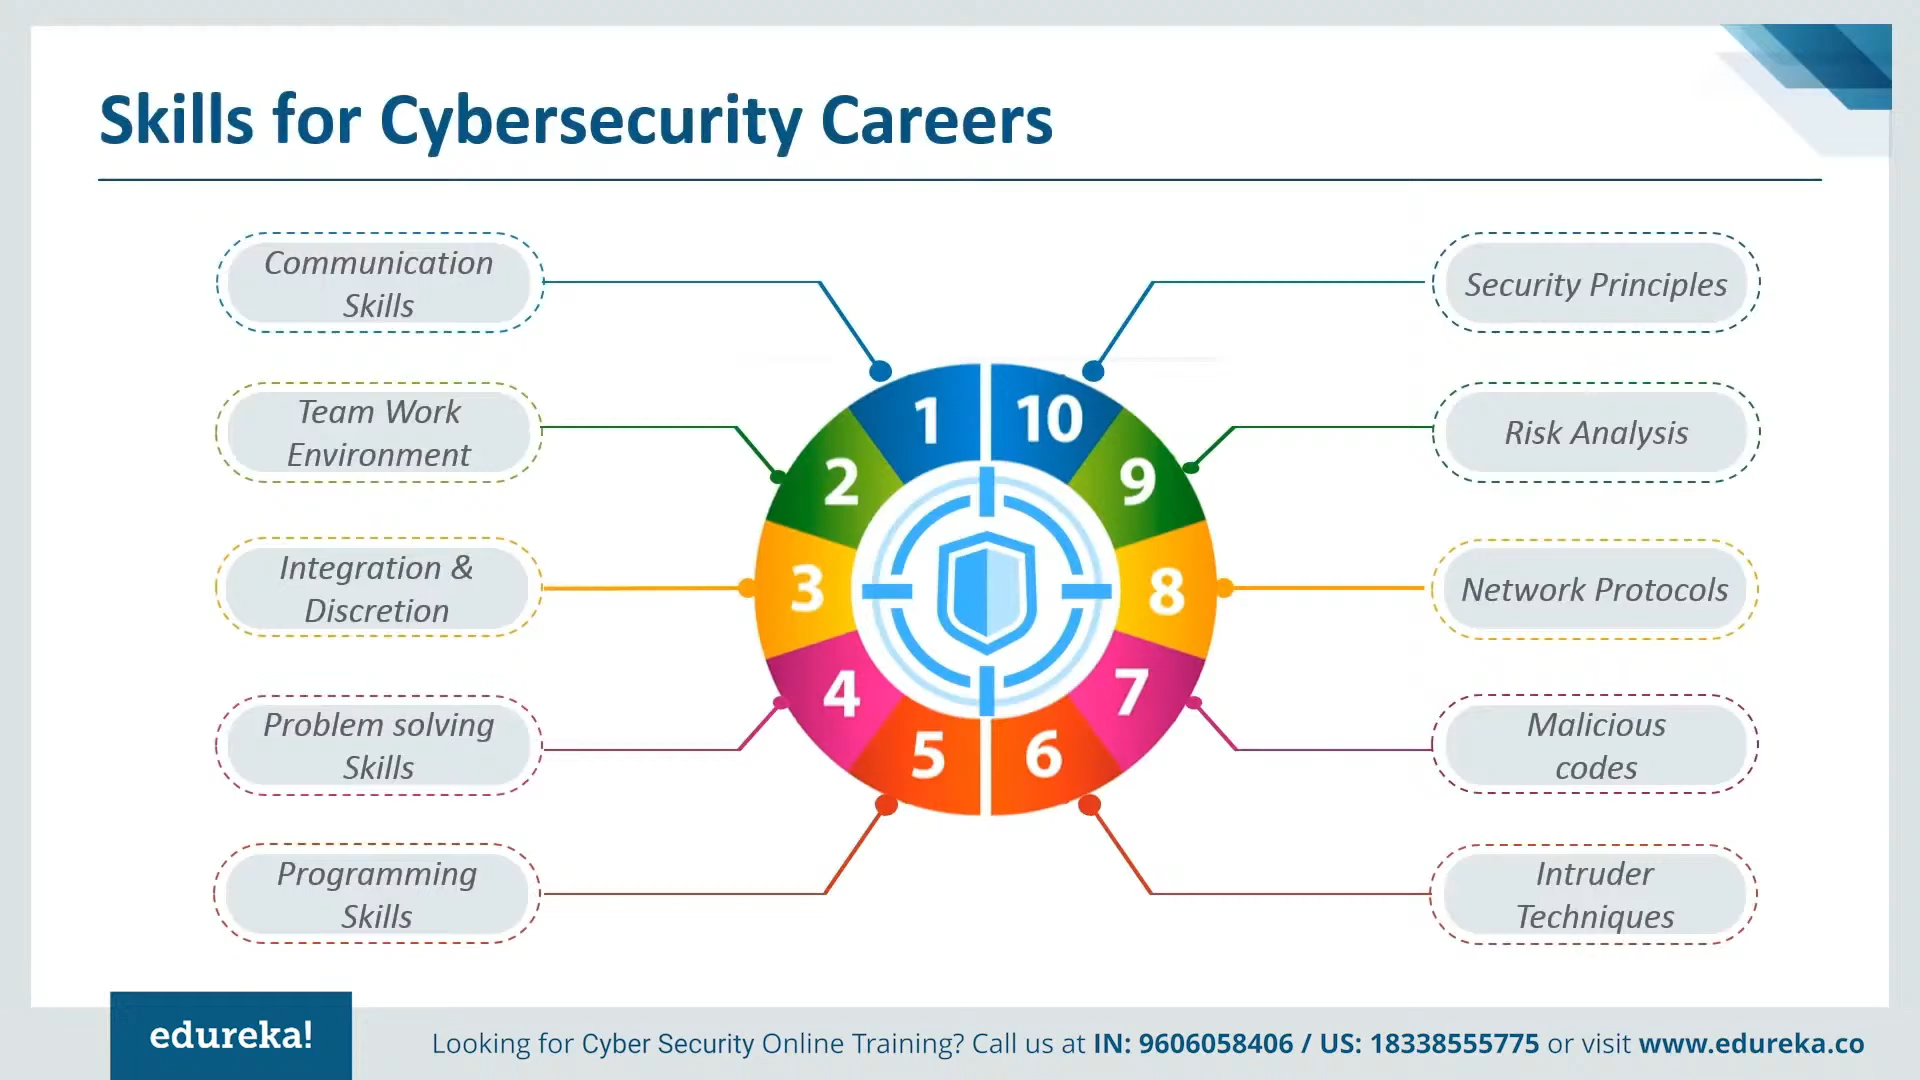 Skills for Cybersecurity Careers
Communication
Skills
Team Work
Environment
Integration &
Discretion
Problem solving
Skills
Programming
Skills
1
2
3
4
5
10
9
8
7
6
Security Principles
Risk Analysis
Network Protocols
Malicious
codes
Intruder
Techniques
edureka!
Looking for Cyber Security Online Training? Call us at IN: 9606058406 / US: 18338555775 or visit www.edureka.co